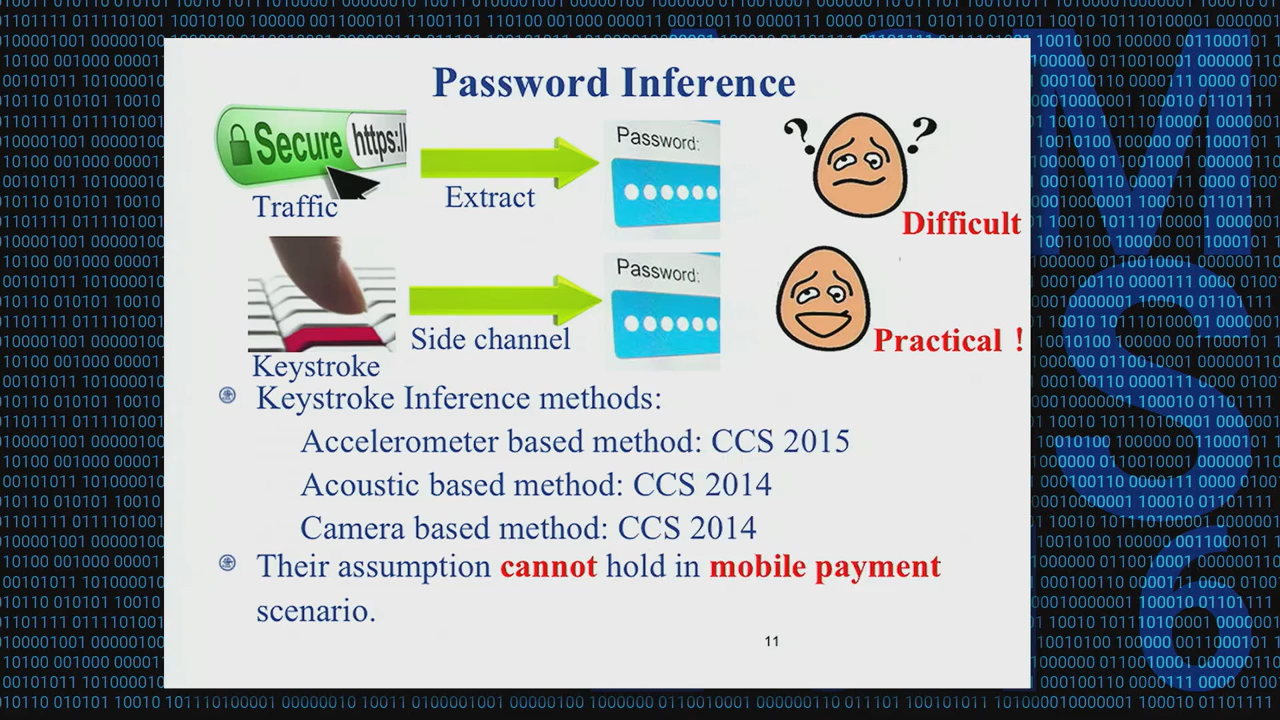 Password Inference
Secure https://
Traffic
Extract
Password:
? ?
Difficult
Keystroke
Side channel
Password:
Practical !
Keystroke Inference methods:
Accelerometer based method: CCS 2015
Acoustic based method: CCS 2014
Camera based method: CCS 2014
Their assumption cannot hold in mobile payment
scenario.
11